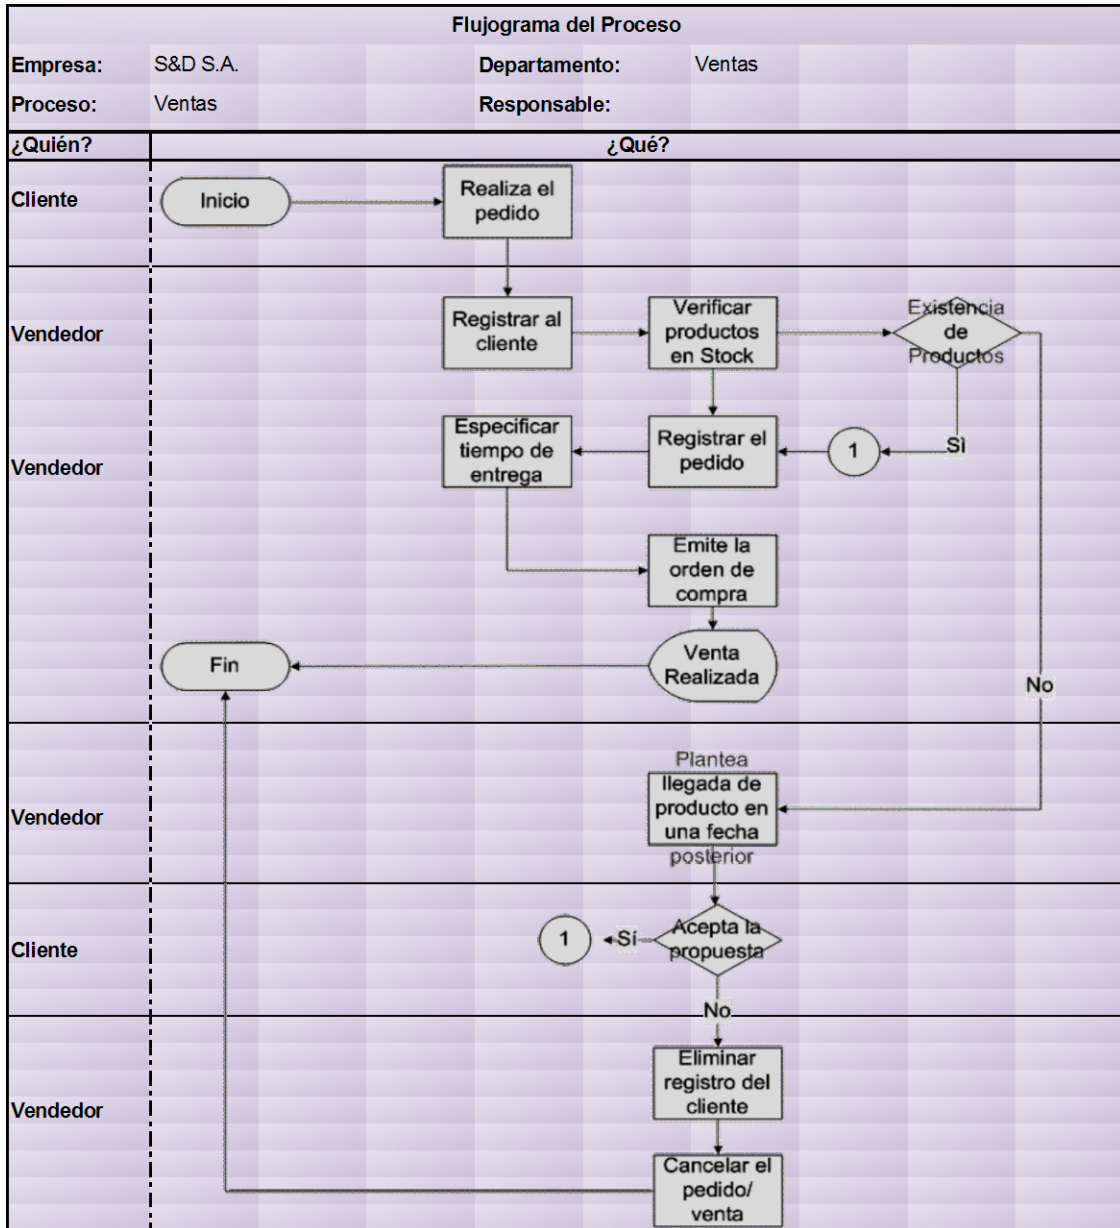 Flujograma del Proceso
Empresa: S&D S.A. Departamento: Ventas
Proceso: Ventas Responsable:
¿Quién? ¿Qué?
Cliente
Inicio
Realiza el
pedido
Vendedor
Registrar al
cliente
Verificar
productos
en Stock
Existencia
de
Productos
Vendedor
Especificar
tiempo de
entrega
Registrar el
pedido
1
Sì
Emite la
orden de
compra
Fin
Venta
Realizada
No
Vendedor
Plantea
llegada de
producto en
una fecha
posterior
Cliente
1
Sí
Acepta la
propuesta
No
Vendedor
Eliminar
registro del
cliente
Cancelar el
pedido/
venta